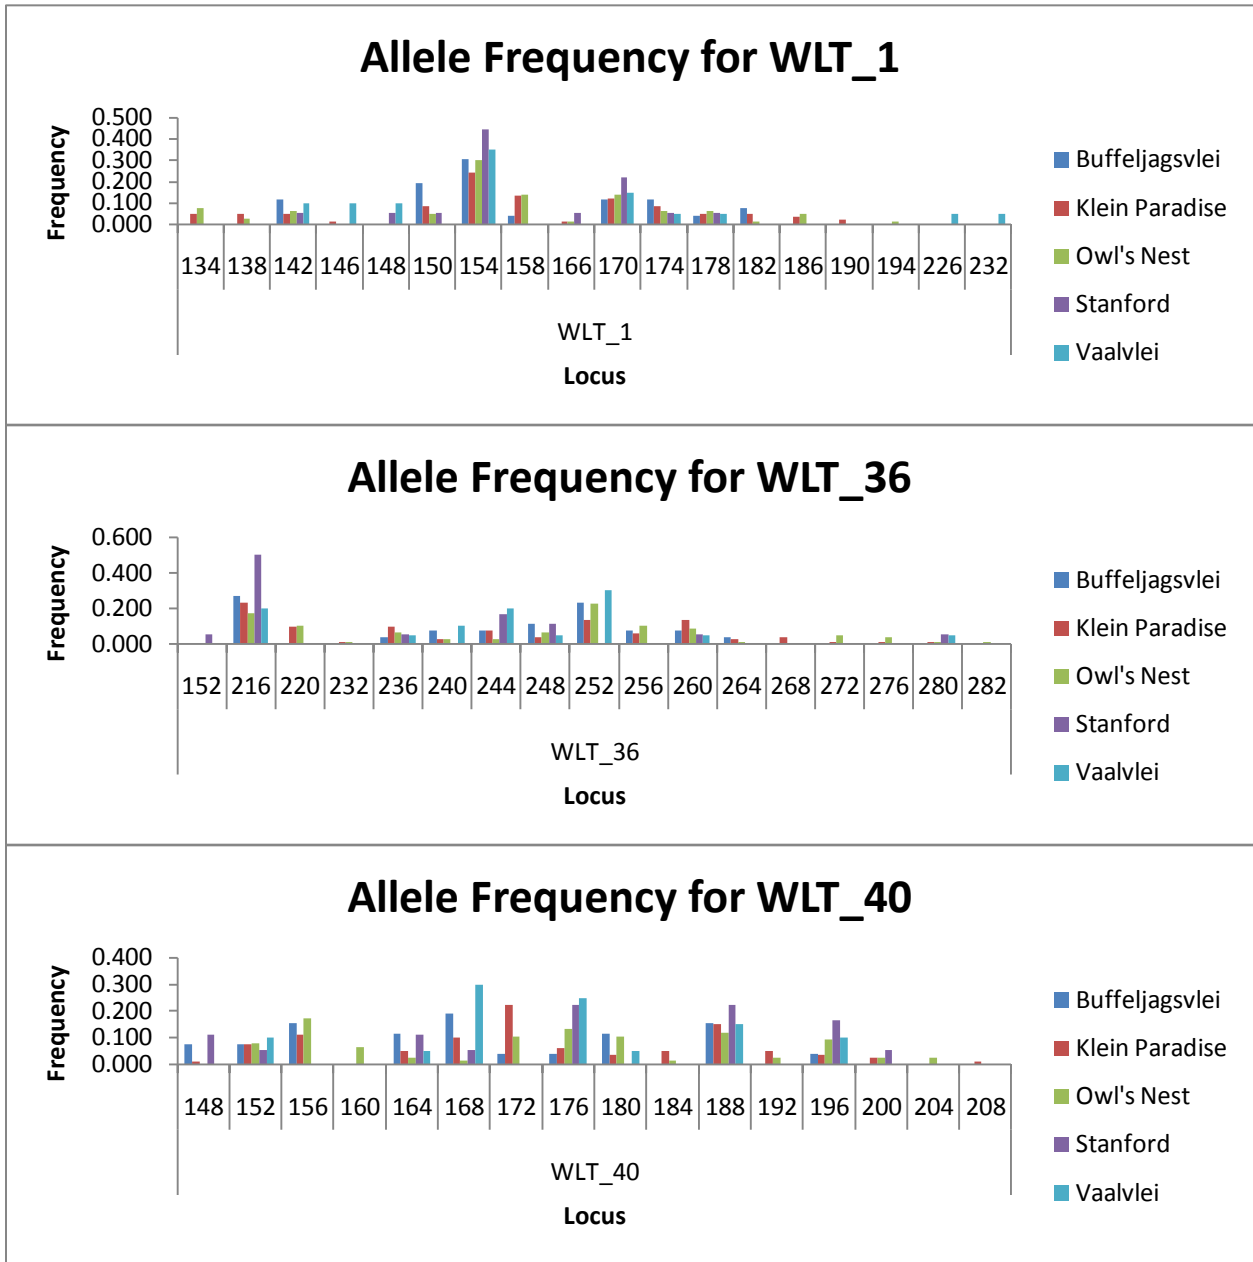 Allele Frequency for WLT_1
Frequency
0.500
0.400
0.300
0.200
0.100
0.000
134 138 142 146 148 150 154 158 166 170 174 178 182 186 190 194 226 232
WLT_1
Locus
Buffeljagsvlei
Klein Paradise
Owl's Nest
Stanford
Vaalvlei
Allele Frequency for WLT_36
Frequency
0.600
0.400
0.200
0.000
152 216 220 232 236 240 244 248 252 256 260 264 268 272 276 280 282
WLT_36
Locus
Buffeljagsvlei
Klein Paradise
Owl's Nest
Stanford
Vaalvlei
Allele Frequency for WLT_40
Frequency
0.400
0.300
0.200
0.100
0.000
148 152 156 160 164 168 172 176 180 184 188 192 196 200 204 208
WLT_40
Locus
Buffeljagsvlei
Klein Paradise
Owl's Nest
Stanford
Vaalvlei